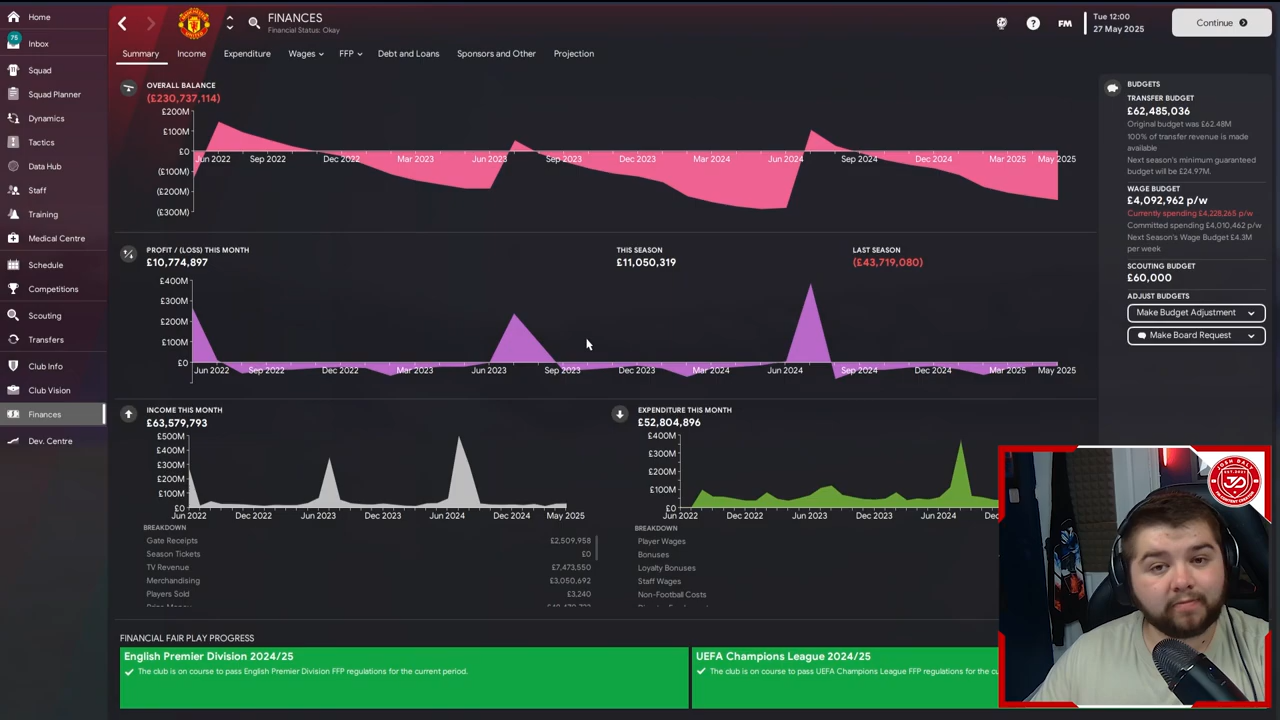 Home
75
Inbox
Squad
Squad Planner
Dynamics
Tactics
Data Hub
Staff
Training
Medical Centre
Schedule
Competitions
Scouting
Transfers
Club Info
Club Vision
Finances
Dev. Centre
FINANCES
Financial Status: Okay
FM
Tue 12:00
27 May 2025
Continue
Summary
Income
Expenditure
Wages
FFP
Debt and Loans
Sponsors and Other
Projection
OVERALL BALANCE
(£230,737,114)
£200M
£100M
£0
(£100M)
(£200M)
(£300M)
Jun 2022 Sep 2022 Dec 2022 Mar 2023 Jun 2023 Sep 2023 Dec 2023 Mar 2024 Jun 2024 Sep 2024 Dec 2024 Mar 2025 May 2025
PROFIT / (LOSS) THIS MONTH
£10,774,897
THIS SEASON
£11,050,319
LAST SEASON
(£43,719,080)
£400M
£300M
£200M
£100M
£0
Jun 2022 Sep 2022 Dec 2022 Mar 2023 Jun 2023 Sep 2023 Dec 2023 Mar 2024 Jun 2024 Sep 2024 Dec 2024 Mar 2025 May 2025
INCOME THIS MONTH
£63,579,793
£500M
£400M
£300M
£200M
£100M
£0
Jun 2022 Dec 2022 Jun 2023 Dec 2023 Jun 2024 Dec 2024 May 2025
BREAKDOWN
Gate Receipts £2,509,958
Season Tickets £0
TV Revenue £7,473,550
Merchandising £3,050,692
Players Sold £3,240
EXPENDITURE THIS MONTH
£52,804,896
£400M
£300M
£200M
£100M
£0
Jun 2022 Dec 2022 Jun 2023 Dec 2023 Jun 2024
BREAKDOWN
Player Wages
Bonuses
Loyalty Bonuses
Staff Wages
Non-Football Costs
FINANCIAL FAIR PLAY PROGRESS
English Premier Division 2024/25
The club is on course to pass English Premier Division FFP regulations for the current period.
UEFA Champions League 2024/25
The club is on course to pass UEFA Champions League FFP regulations for the
BUDGETS
TRANSFER BUDGET
£62,485,036
Original budget was £62.48M
100% of transfer revenue is made
available
Next season's minimum guaranteed
budget will be £24.97M.
WAGE BUDGET
£4,092,962 p/w
Currently spending £4,228,265 p/w
Committed spending £4,010,462 p/w
Next Season's Wage Budget £4.3M
per week
SCOUTING BUDGET
£60,000
ADJUST BUDGETS
Make Budget Adjustment
Make Board Request
JOSH DALY
JD